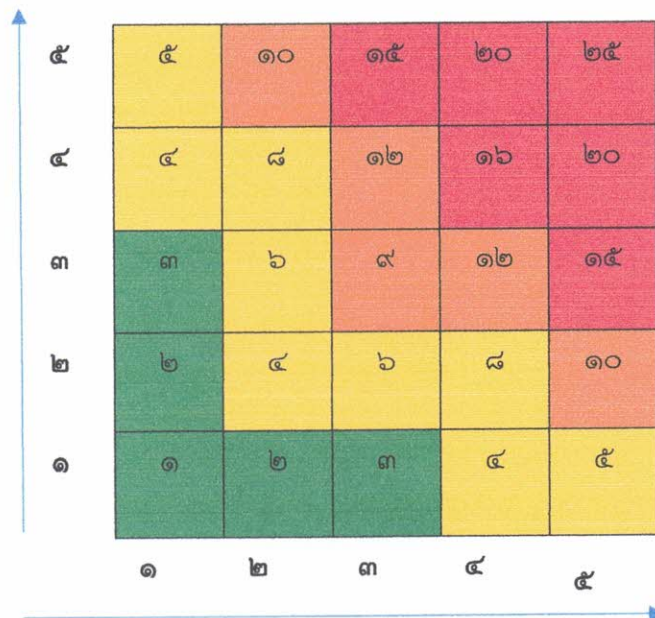 ๕ ๕ ๑๐ ๑๕ ๒๐ ๒๕
๔ ๔ ๘ ๑๒ ๑๖ ๒๐
๓ ๓ ๖ ๙ ๑๒ ๑๕
๒ ๒ ๔ ๖ ๘ ๑๐
๑ ๑ ๒ ๓ ๔ ๕
๑ ๒ ๓ ๔ ๕